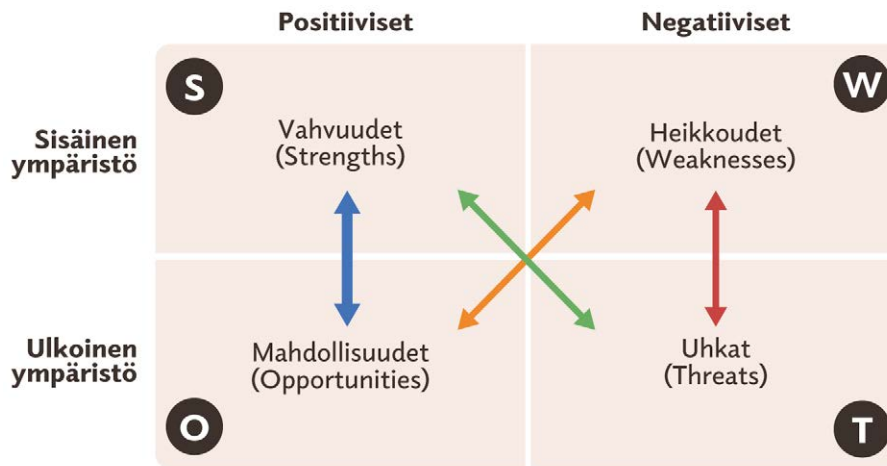 Positiiviset
Negatiiviset
S
W
Sisäinen
ympäristö
Vahvuudet
(Strengths)
Heikkoudet
(Weaknesses)
Ulkoinen
ympäristö
Mahdollisuudet
(Opportunities)
Uhkat
(Threats)
O
T